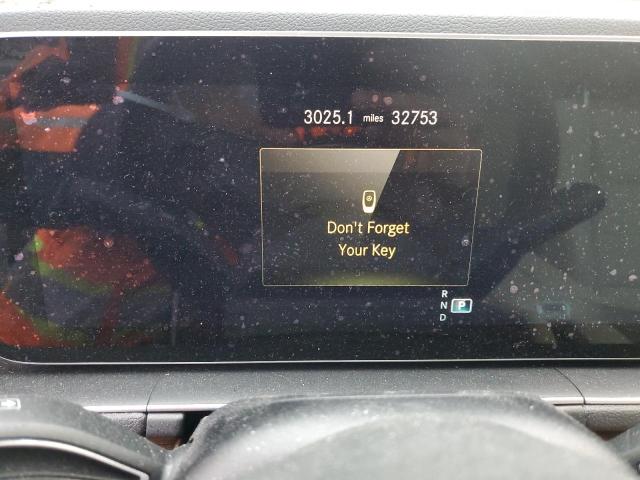 3025.1 miles 32753
Don't Forget
Your Key
R
N P
D